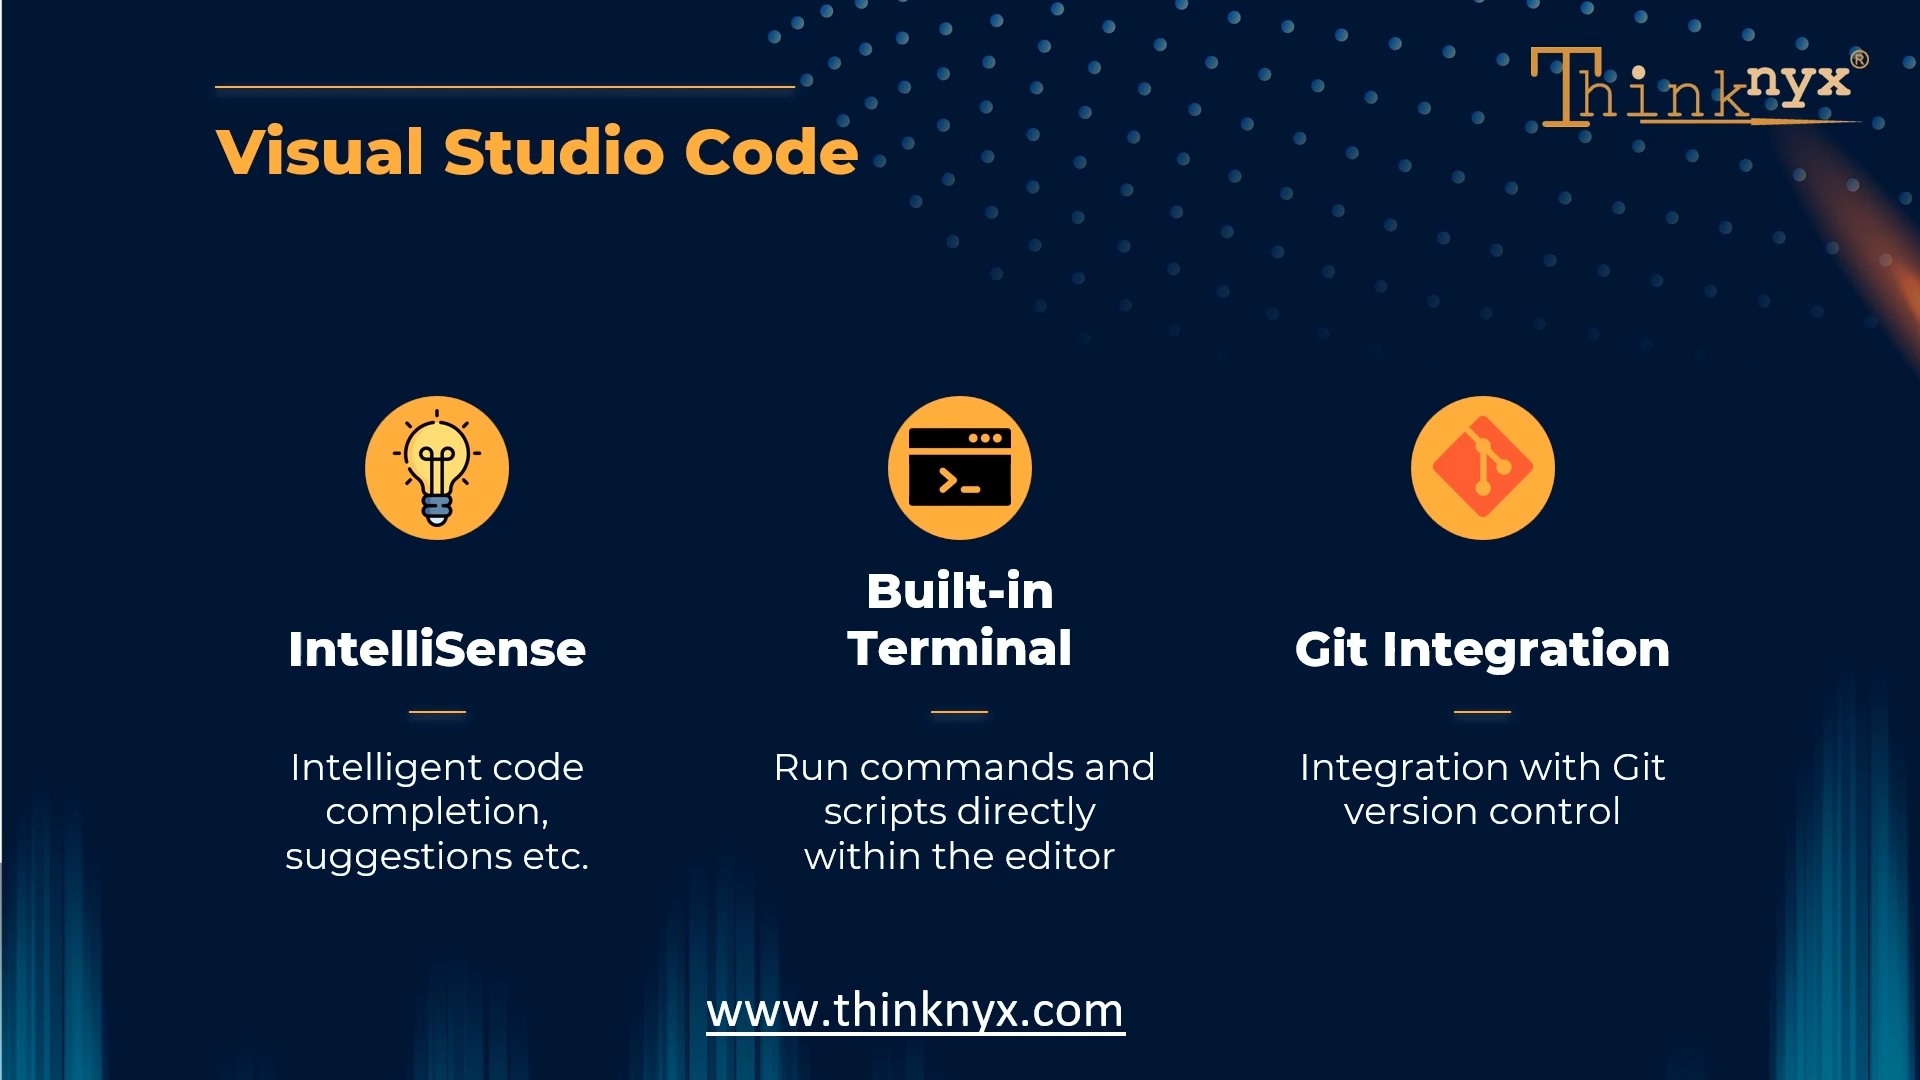 Thinknyx®
Visual Studio Code
IntelliSense
Intelligent code
completion,
suggestions etc.
Built-in
Terminal
Run commands and
scripts directly
within the editor
Git Integration
Integration with Git
version control
www.thinknyx.com